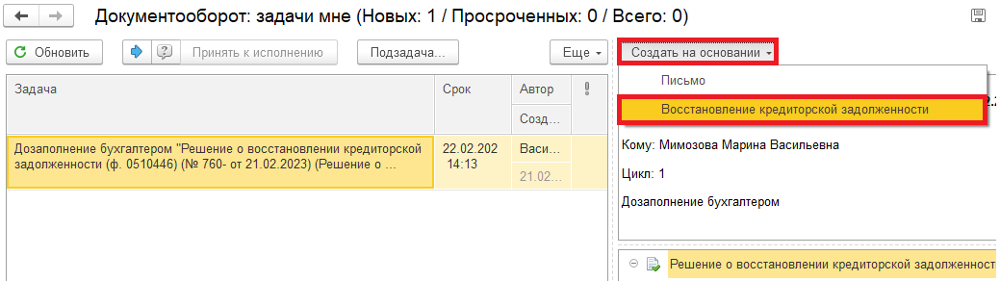 Документооборот: задачи мне (Новых: 1 / Просроченных: 0 / Всего: 0)
Обновить
Принять к исполнению
Подзадача...
Еще
Создать на основании
Письмо
Восстановление кредиторской задолженности
Задача
Срок
Автор
Созд...
Дозаполнение бухгалтером "Решение о восстановлении кредиторской
задолженности (ф. 0510446) (№ 760- от 21.02.2023) (Решение о ...
22.02.202
14:13
Васи...
21.02...
Кому: Мимозова Марина Васильевна
Цикл: 1
Дозаполнение бухгалтером
Решение о восстановлении кредиторской задолженност